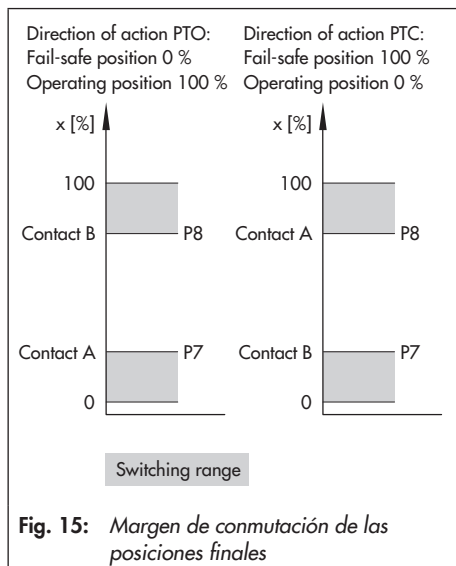 Direction of action PTO:
Fail-safe position 0 %
Operating position 100 %
x [%]
100
Contact B
P8
Contact A
P7
0
Direction of action PTC:
Fail-safe position 100 %
Operating position 0 %
x [%]
100
Contact A
P8
Contact B
P7
0
Switching range
Fig. 15: Margen de conmutación de las
posiciones finales